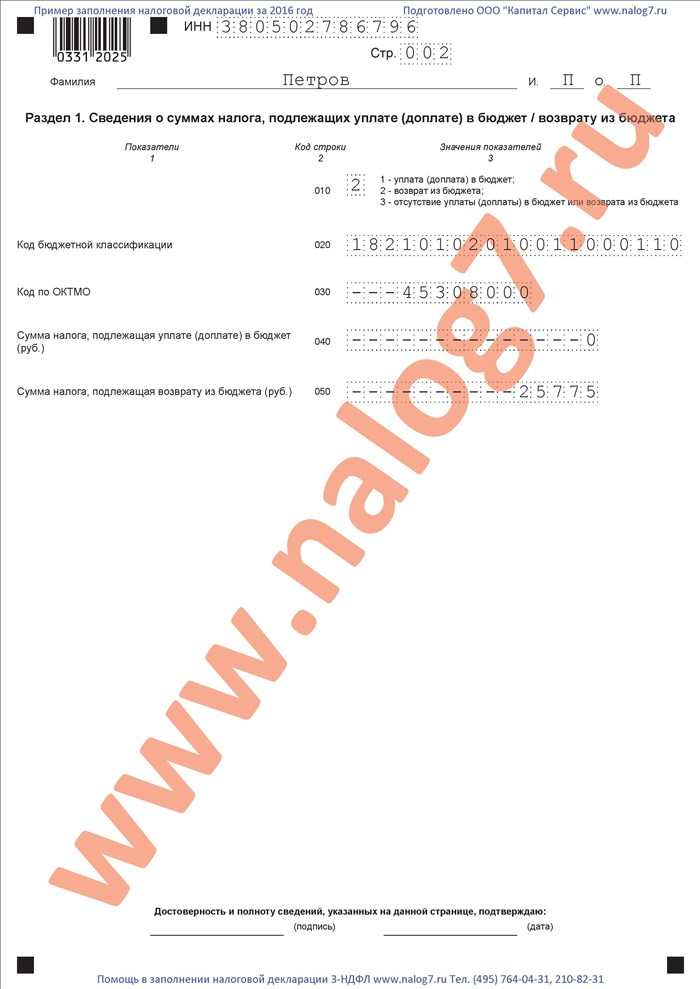 Пример заполнения налоговой декларации за 2016 год Подготовлено ООО "Капитал Сервис" www.nalog7.ru
0331 2025
ИНН 380502786796
Стр. 002
Фамилия Петров И. П О. П
Раздел 1. Сведения о суммах налога, подлежащих уплате (доплате) в бюджет / возврату из бюджета
Показатели Код строки Значения показателей
1 2 3
010 2 1 - уплата (доплата) в бюджет;
2 - возврат из бюджета;
3 - отсутствие уплаты (доплаты) в бюджет или возврата из бюджета
Код бюджетной классификации 020 18210102010011000110
Код по ОКТМО 030 ---45308000
Сумма налога, подлежащая уплате (доплате) в бюджет
(руб.) 040 --------------0
Сумма налога, подлежащая возврату из бюджета (руб.) 050 ----------25775
www.nalog7.ru
Достоверность и полноту сведений, указанных на данной странице, подтверждаю:
(подпись) (дата)
Помощь в заполнении налоговой декларации 3-НДФЛ www.nalog7.ru Тел. (495) 764-04-31, 210-82-31